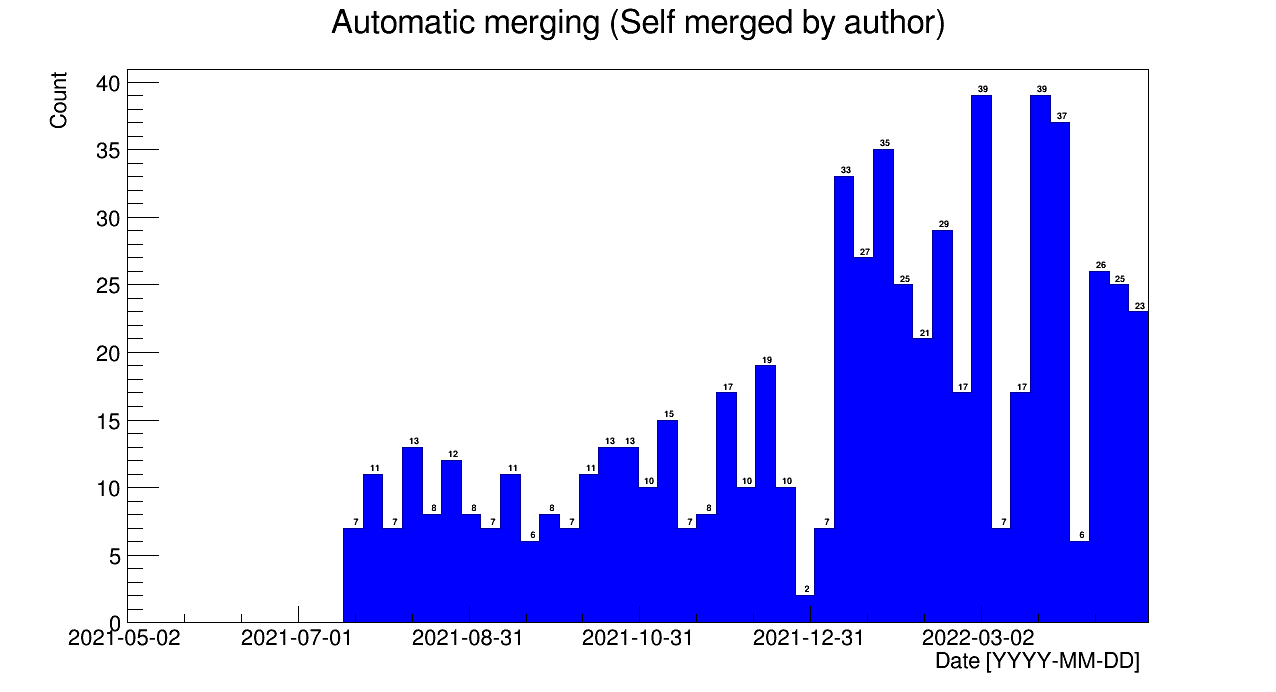 Automatic merging (Self merged by author)
Count
40
35
30
25
20
15
10
5
0
7 11 7 13 8 12 8 7 11 6 8 7 11 13 13 10 15 7 8 17 10 19 10 2 7 33 27 35 25 21 29 17 39 7 17 39 37 6 26 25 23
2021-05-02 2021-07-01 2021-08-31 2021-10-31 2021-12-31 2022-03-02
Date [YYYY-MM-DD]